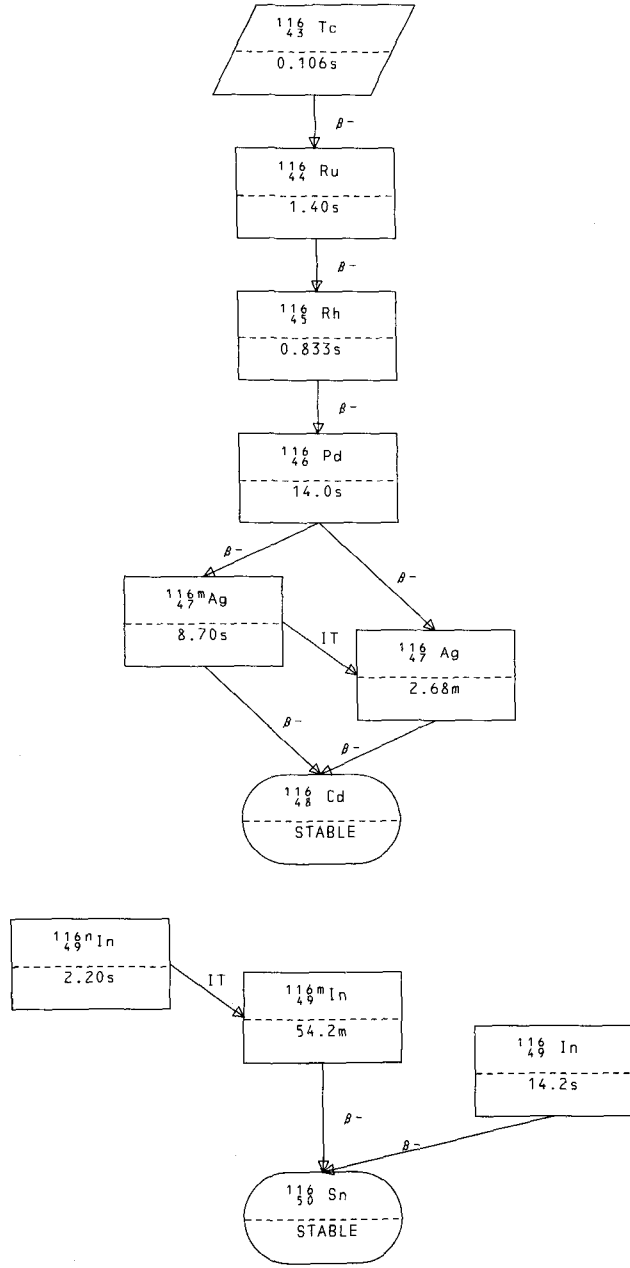 116
43 Tc
0.106s
β-
116
44 Ru
1.40s
β-
116
45 Rh
0.833s
β-
116
46 Pd
14.0s
β-
β-
116m
47 Ag
8.70s
IT
116
47 Ag
2.68m
β-
β-
116
48 Cd
STABLE
116n
49 In
2.20s
IT
116m
49 In
54.2m
116
49 In
14.2s
β-
β-
116
50 Sn
STABLE